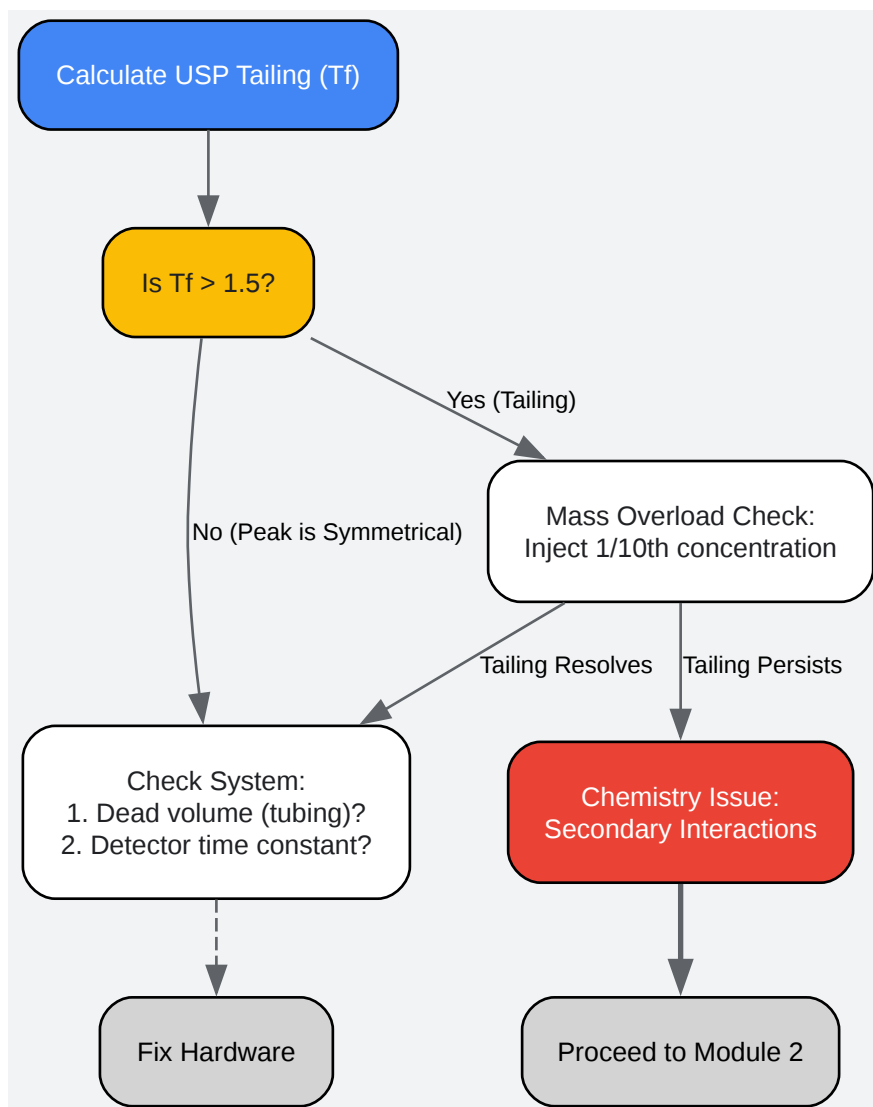 Calculate USP Tailing (Tf)
Is Tf > 1.5?
Yes (Tailing)
Mass Overload Check:
Inject 1/10th concentration
No (Peak is Symmetrical)
Tailing Resolves
Tailing Persists
Check System:
1. Dead volume (tubing)?
2. Detector time constant?
Chemistry Issue:
Secondary Interactions
Fix Hardware
Proceed to Module 2